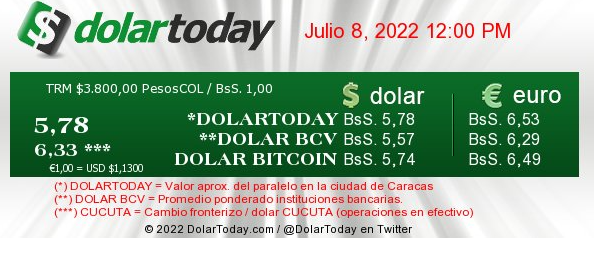 dolartoday
Julio 8, 2022 12:00 PM
TRM $3.800,00 PesosCOL / BsS. 1,00
$ dolar € euro
5,78 *DOLARTODAY BsS. 5,78 BsS. 6,53
6,33 *** **DOLAR BCV BsS. 5,57 BsS. 6,29
€1,00 = USD $1,1300 DOLAR BITCOIN BsS. 5,74 BsS. 6,49
(*) DOLARTODAY = Valor aprox. del paralelo en la ciudad de Caracas
(**) DOLAR BCV = Promedio ponderado instituciones bancarias.
(***) CUCUTA = Cambio fronterizo / dolar CUCUTA (operaciones en efectivo)
© 2022 DolarToday.com / @DolarToday en Twitter